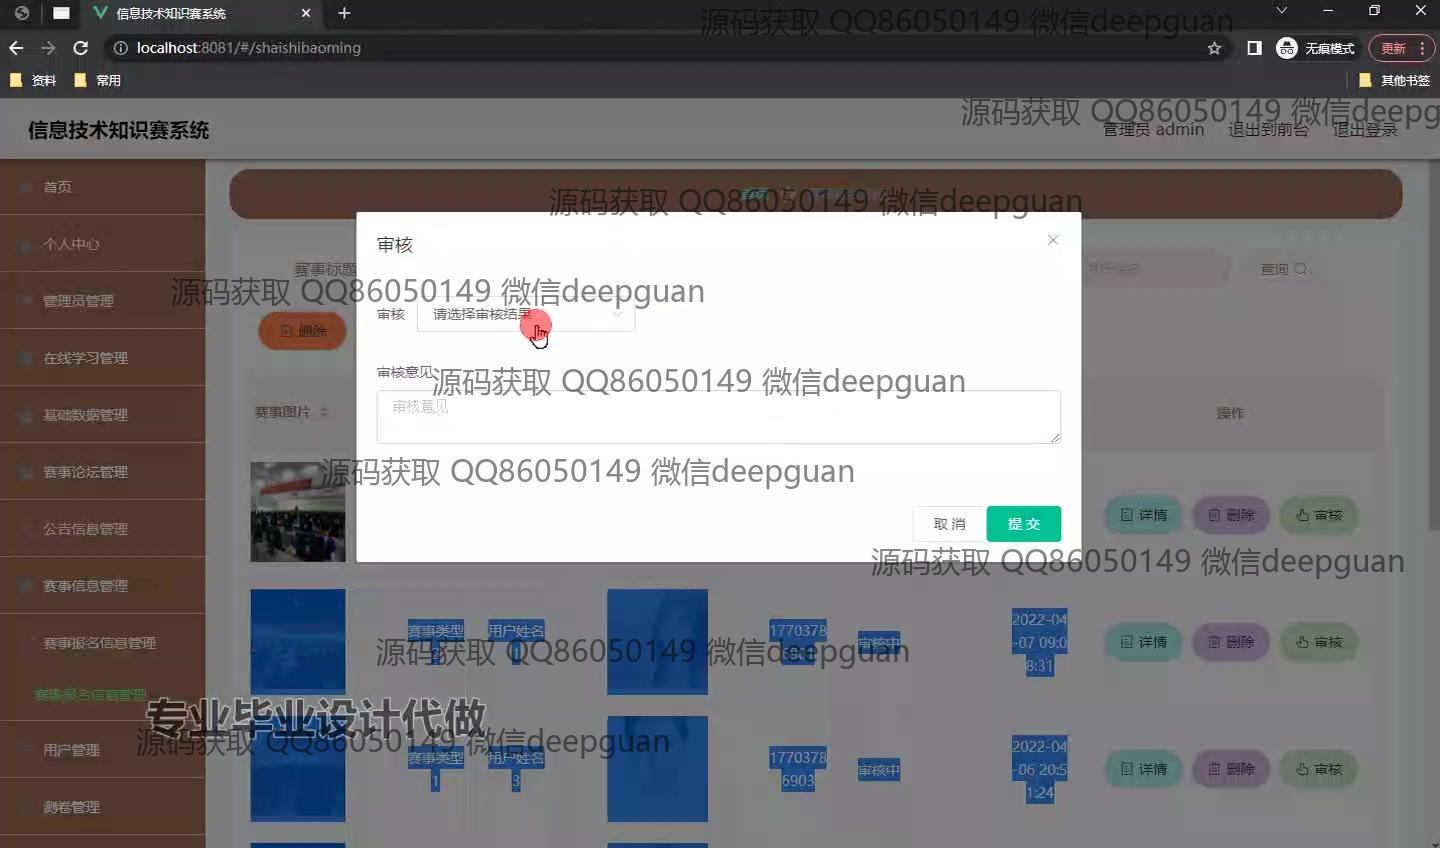 信息技术知识赛系统
源码获取 QQ86050149 微信deepguan
localhost:8081/#/shaishibaoming
无痕模式
更新
资料
常用
其他书签
源码获取 QQ86050149 微信deepg
信息技术知识赛系统
管理员 admin
退出到前台
退出登录
首页
源码获取 QQ86050149 微信deepguan
首页
个人中心
审核
赛事标题
查询
管理员管理
源码获取 QQ86050149 微信deepguan
审核
请选择审核结果
删除
在线学习管理
审核意见
源码获取 QQ86050149 微信deepguan
审核意见
基础数据管理
赛事图片
操作
赛事论坛管理
源码获取 QQ86050149 微信deepguan
公告信息管理
取 消
提 交
详情
删除
审核
源码获取 QQ86050149 微信deepguan
赛事信息管理
赛事报名信息管理
赛事类型
用户姓名
1
1770378
6901
审核中
2022-04
-07 09:0
8:31
详情
删除
审核
源码获取 QQ86050149 微信deepguan
赛事报名信息管理
专业毕业设计代做
源码获取 QQ86050149 微信deepguan
用户管理
赛事类型
1
用户姓名
3
1770378
6903
审核中
2022-04
-06 20:5
1:24
详情
删除
审核
测卷管理